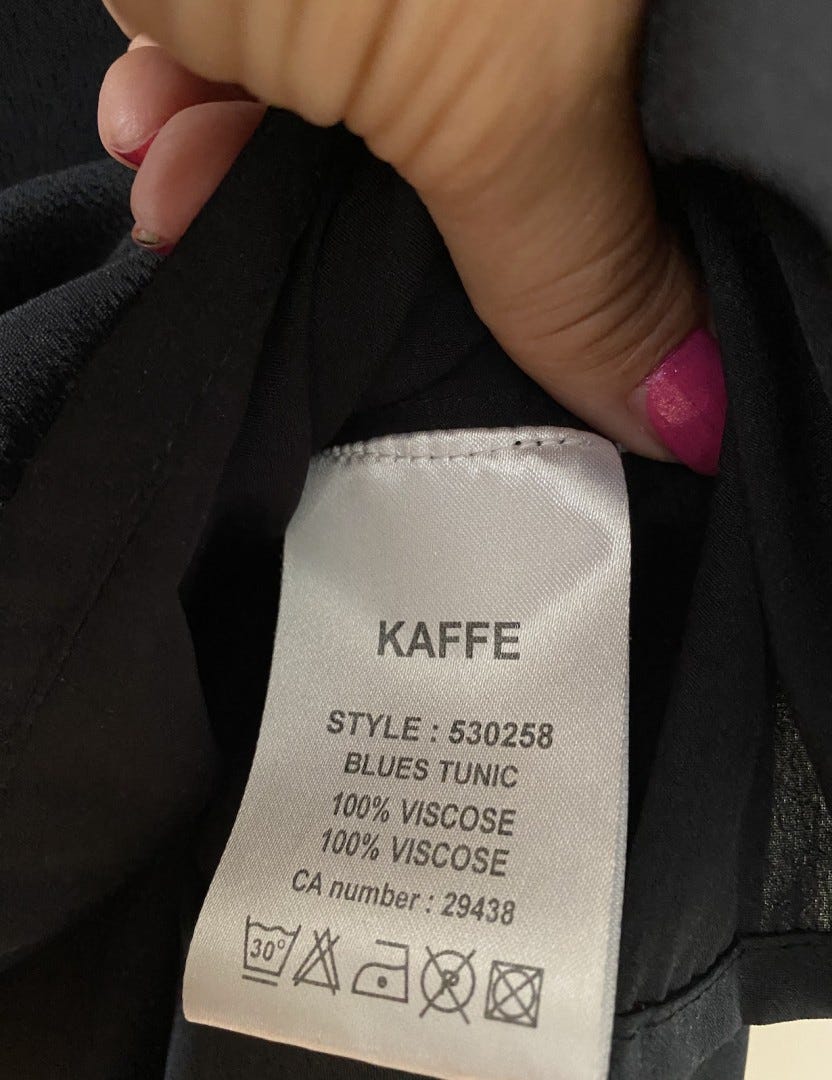 KAFFE
STYLE : 530258
BLUES TUNIC
100% VISCOSE
100% VISCOSE
CA number : 29438
30°